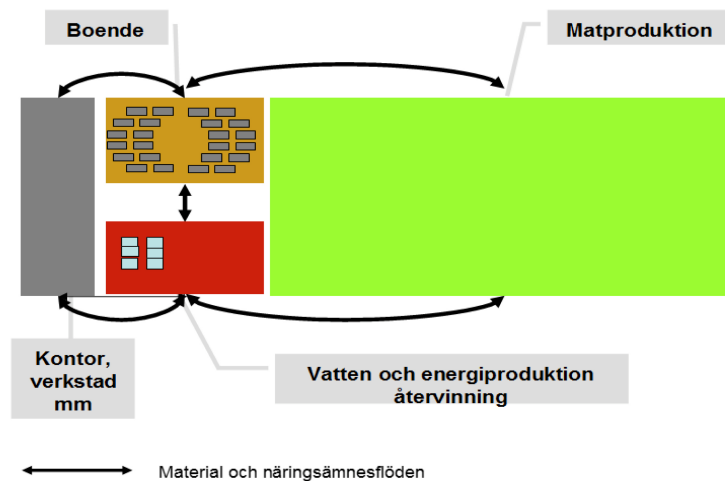 Boende
Matproduktion
Kontor,
verkstad
mm
Vatten och energiproduktion
återvinning
Material och näringsämnesflöden